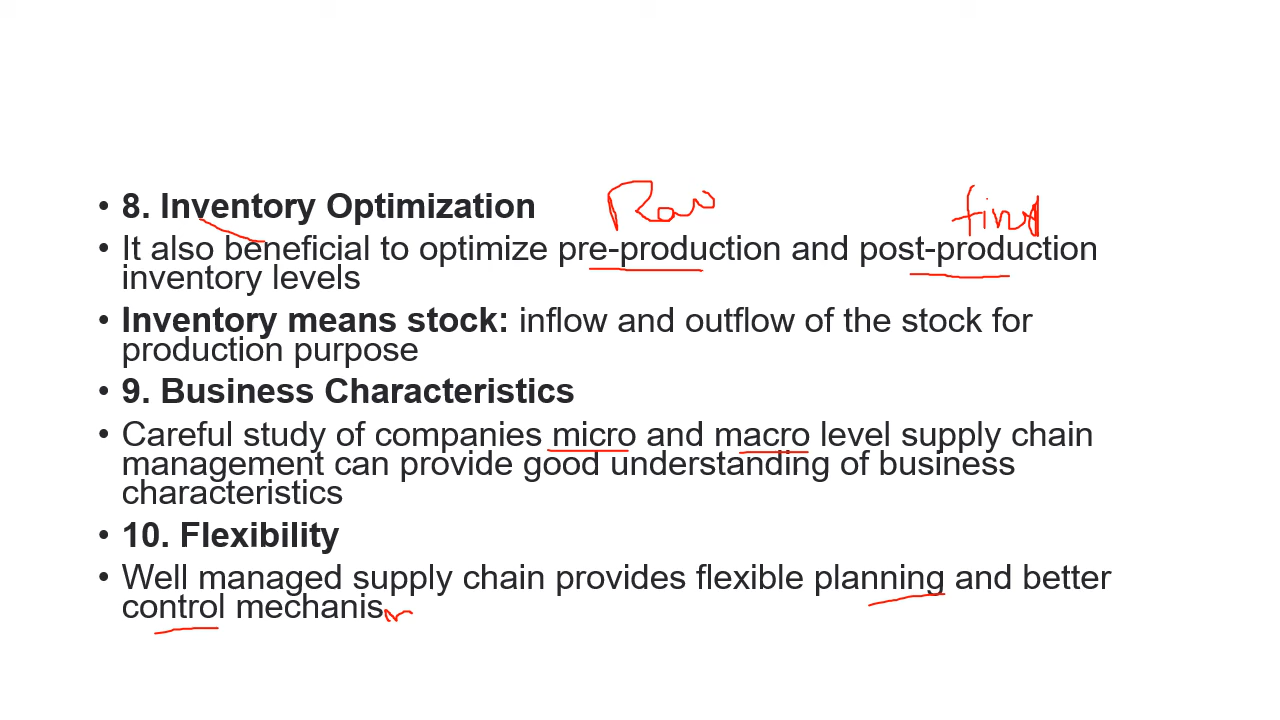 Raw
• 8. Inventory Optimization
• It also beneficial to optimize pre-production and post-production
inventory levels
• Inventory means stock: inflow and outflow of the stock for
production purpose
• 9. Business Characteristics
• Careful study of companies micro and macro level supply chain
management can provide good understanding of business
characteristics
• 10. Flexibility
• Well managed supply chain provides flexible planning and better
control mechanism